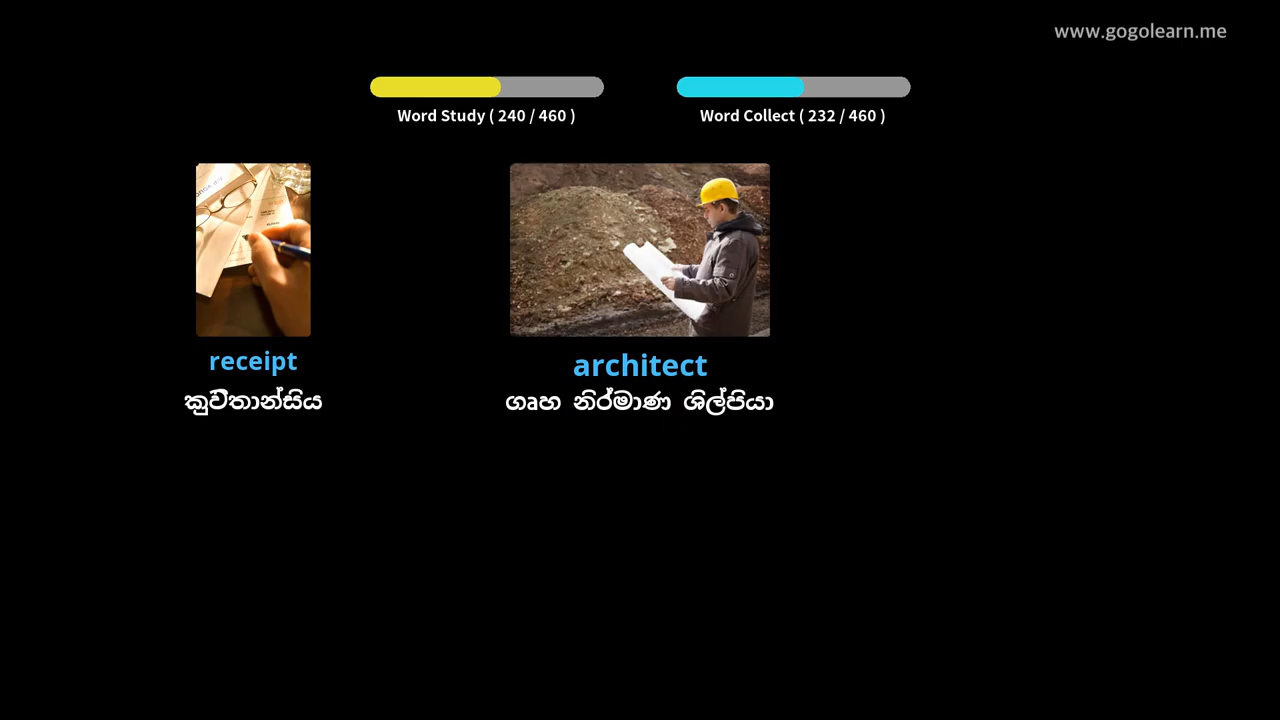 www.gogolearn.me
Word Study ( 240 / 460 )
Word Collect ( 232 / 460 )
receipt
කුවිතාන්සිය
architect
ගෘහ නිර්මාණ ශිල්පියා